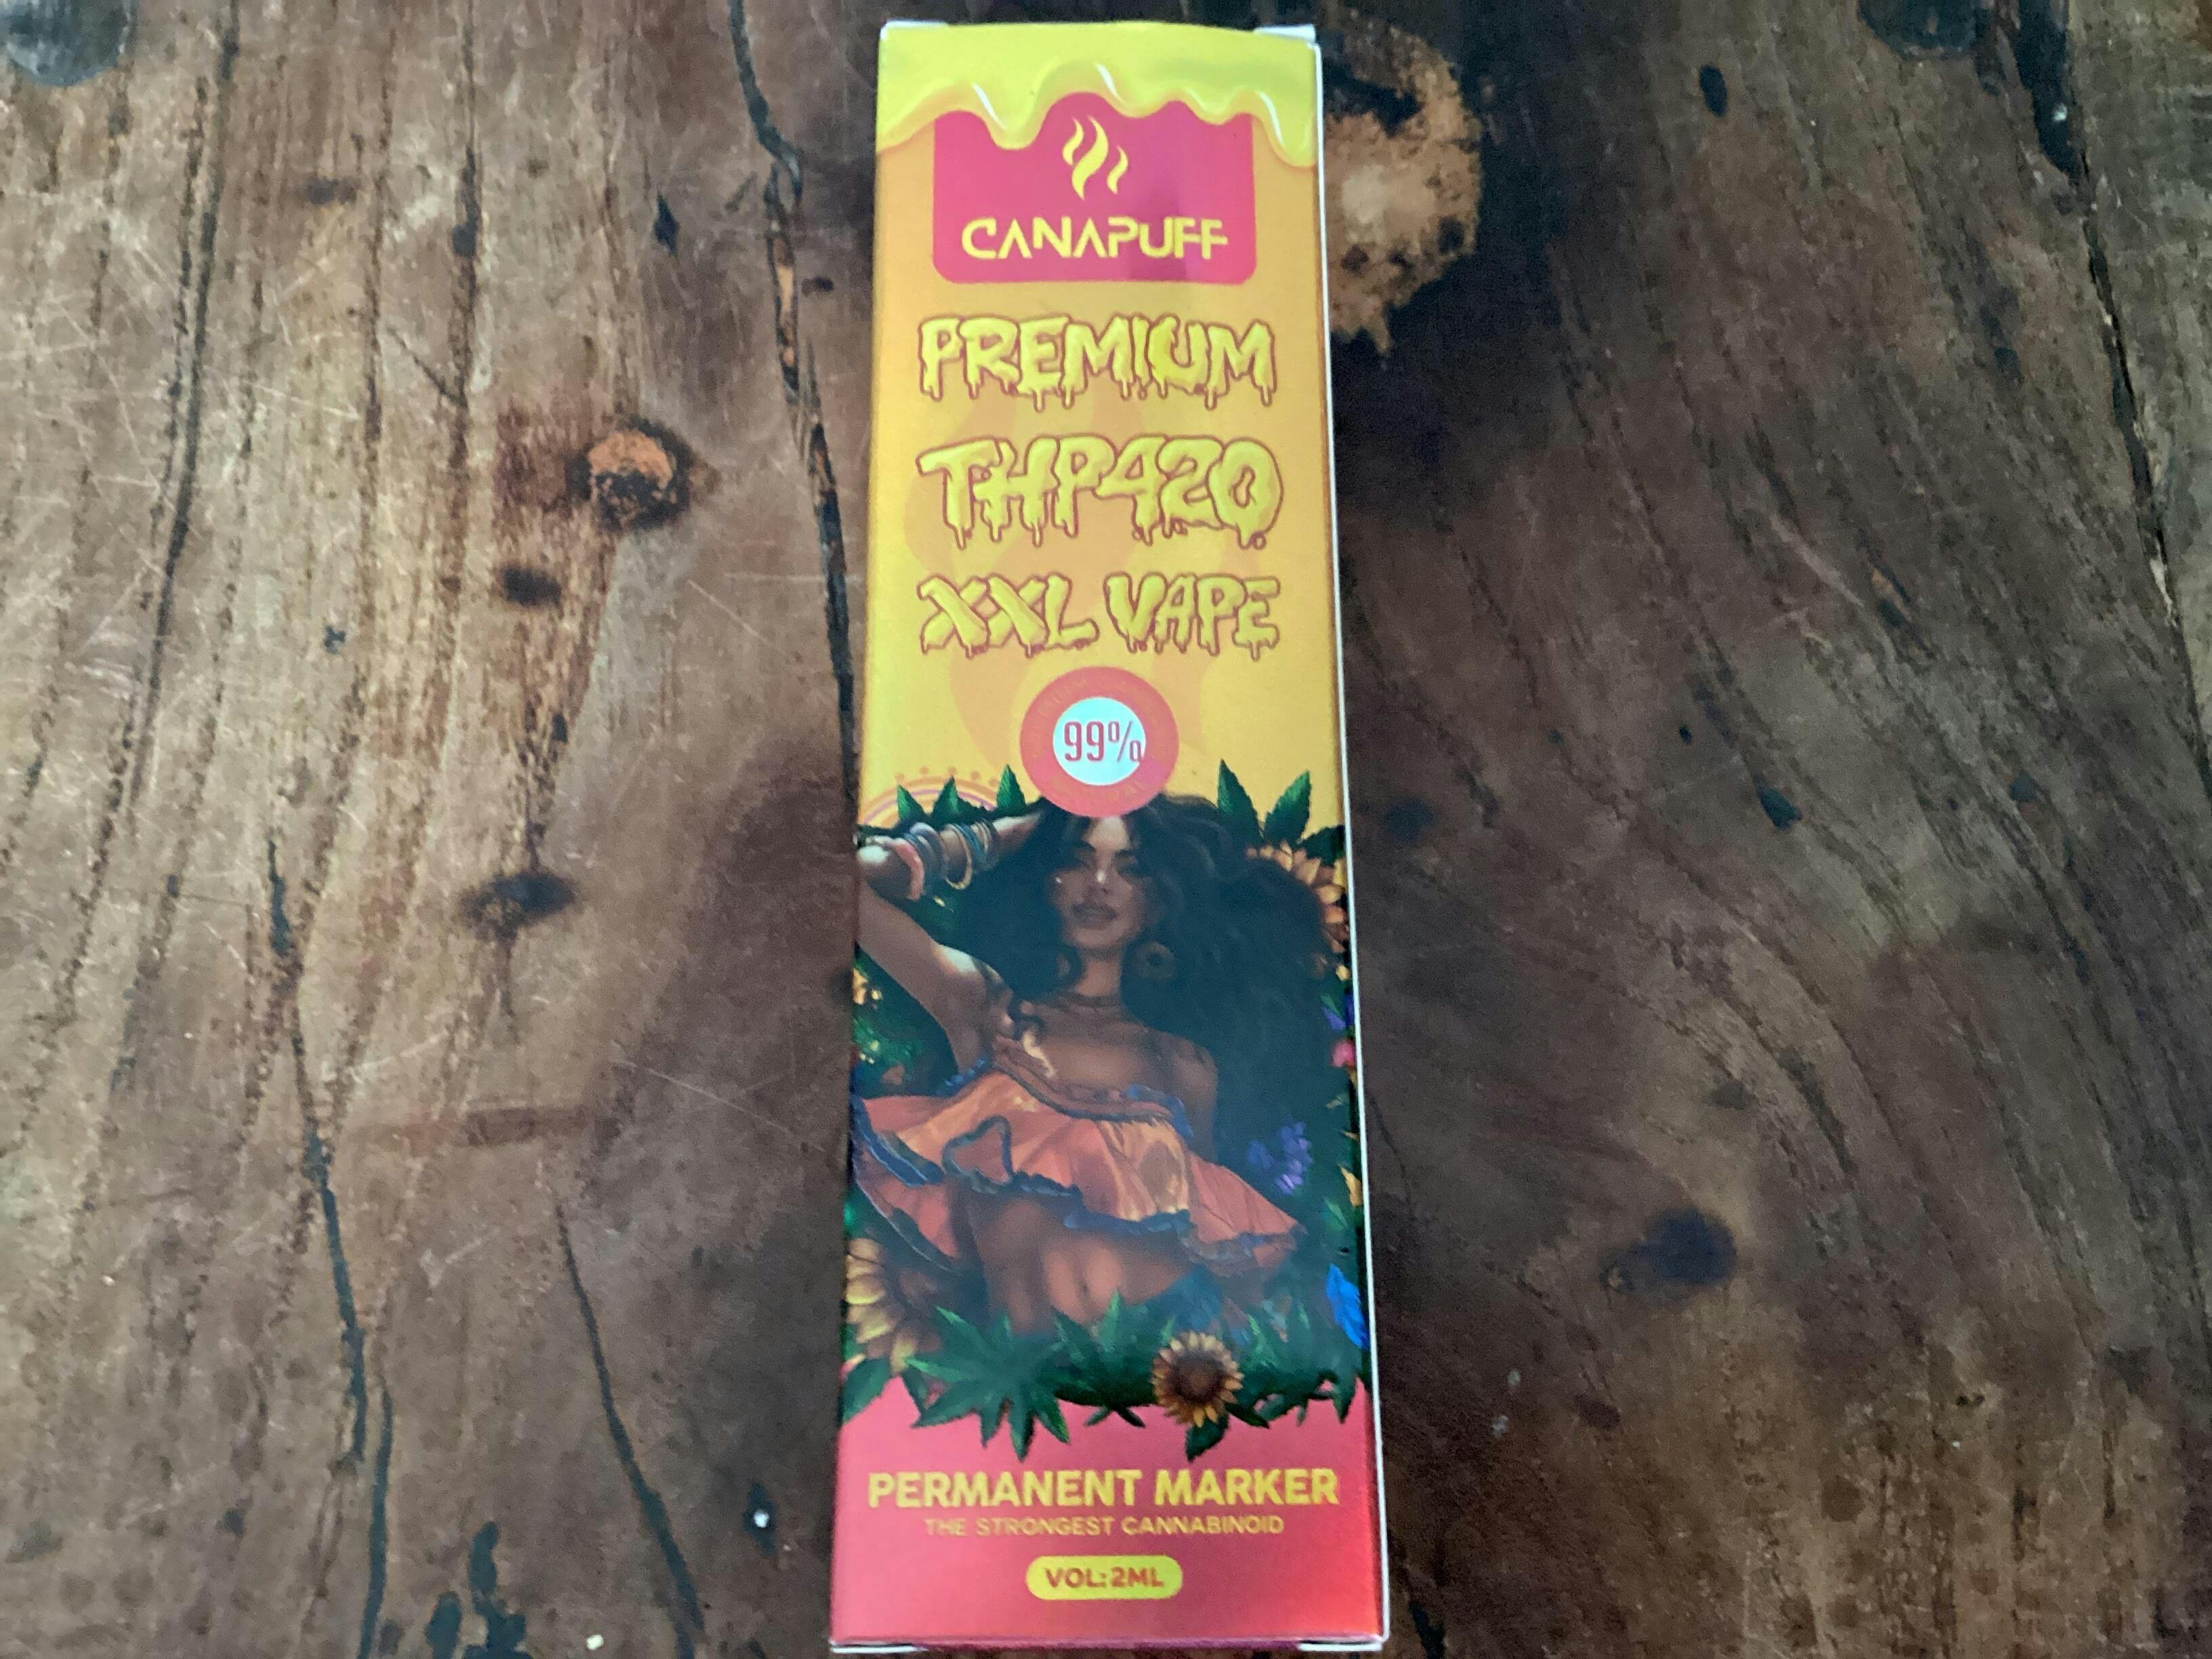 CANAPUFF
PREMIUM
THP420
XXL VAPE
99%
PERMANENT MARKER
THE STRONGEST CANNABINOID
VOL:2ML